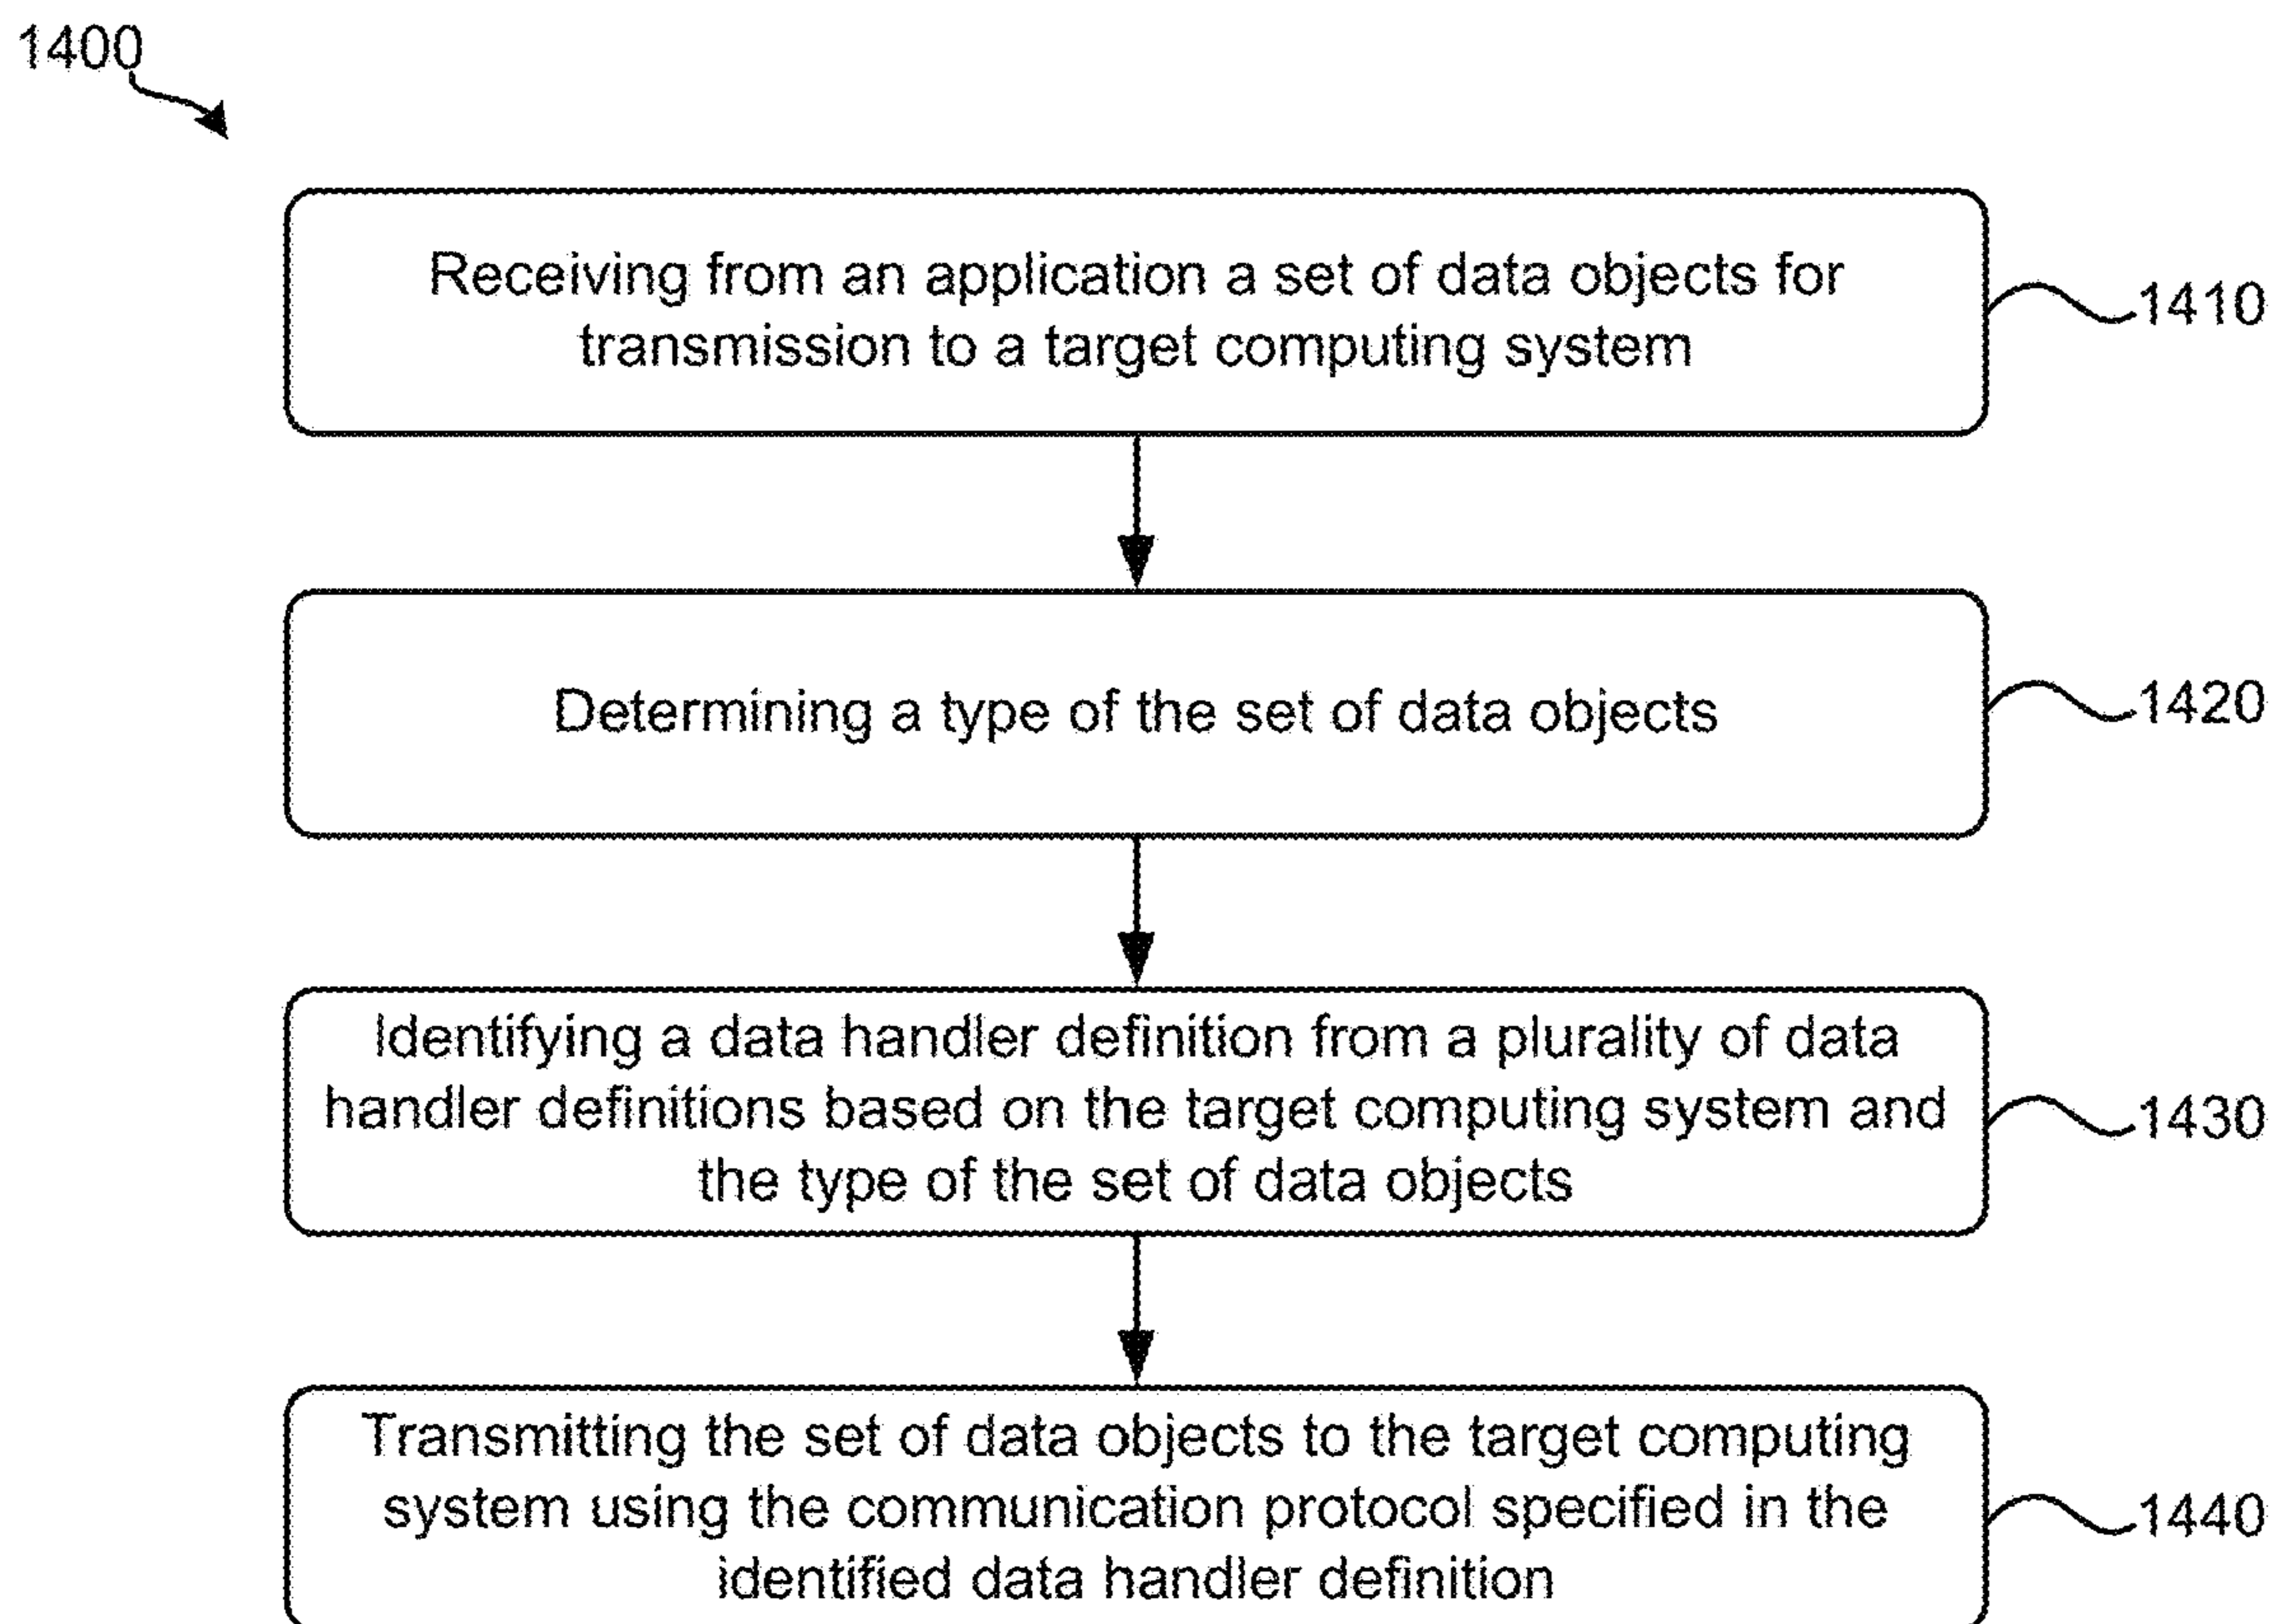 1400
Receiving from an application a set of data objects for
transmission to a target computing system
1410
Determining a type of the set of data objects
1420
Identifying a data handler definition from a plurality of data
handler definitions based on the target computing system and
the type of the set of data objects
1430
Transmitting the set of data objects to the target computing
system using the communication protocol specified in the
identified data handler definition
1440